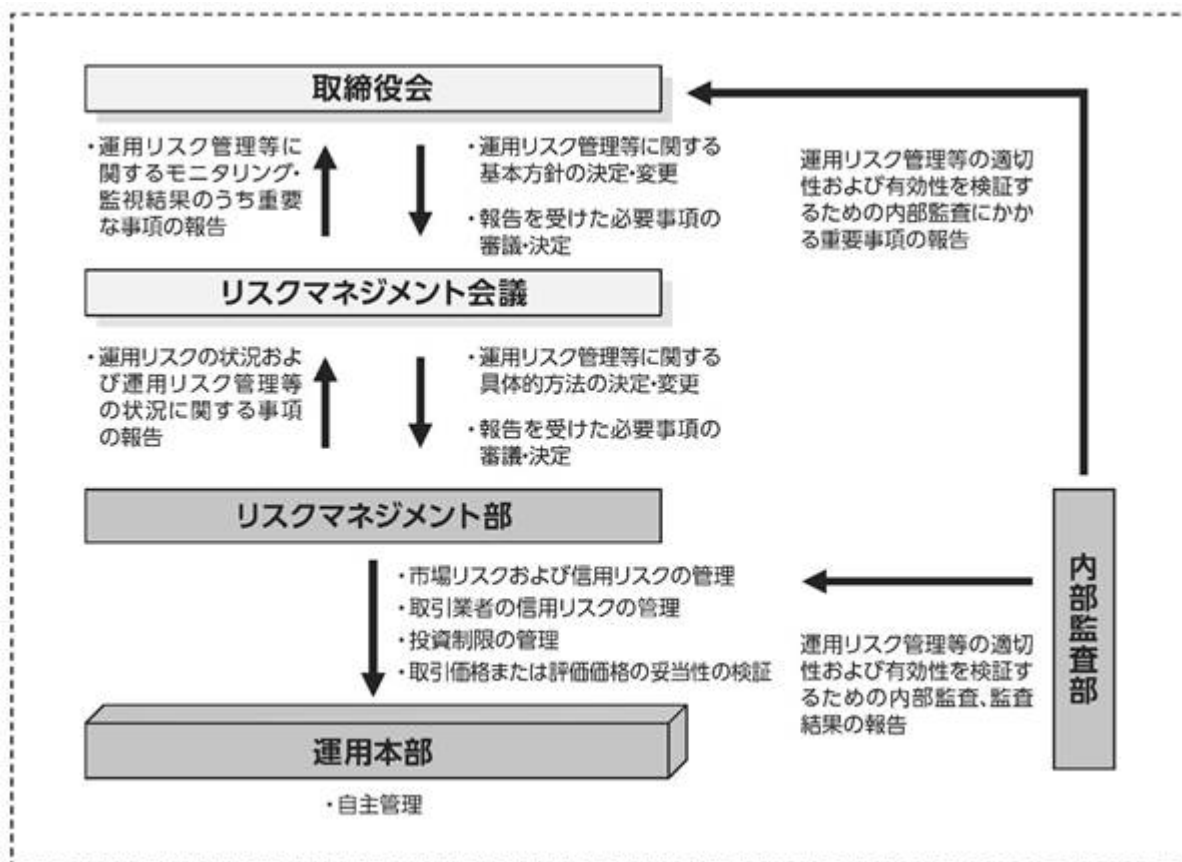 取締役会
・運用リスク管理等に
関するモニタリング・
監視結果のうち重要
な事項の報告
・運用リスク管理等に関する
基本方針の決定・変更
・報告を受けた必要事項の
審議・決定
運用リスク管理等の適切
性および有効性を検証す
るための内部監査にかか
る重要事項の報告
リスクマネジメント会議
・運用リスクの状況およ
び運用リスク管理等
の状況に関する事項
の報告
・運用リスク管理等に関する
具体的方法の決定・変更
・報告を受けた必要事項の
審議・決定
リスクマネジメント部
・市場リスクおよび信用リスクの管理
・取引業者の信用リスクの管理
・投資制限の管理
・取引価格または評価価格の妥当性の検証
運用リスク管理等の適切
性および有効性を検証す
るための内部監査、監査
結果の報告
内部監査部
運用本部
・自主管理